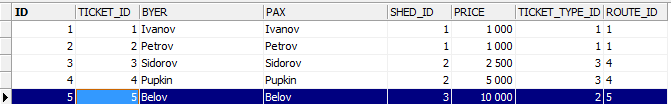 ID TICKET_ID BYER PAX SHED_ID PRICE TICKET_TYPE_ID ROUTE_ID
1 1 Ivanov Ivanov 1 1 000 1 1
2 2 Petrov Petrov 1 1 000 1 1
3 3 Sidorov Sidorov 2 2 500 3 4
4 4 Pupkin Pupkin 2 5 000 3 4
5 5 Belov Belov 3 10 000 2 5